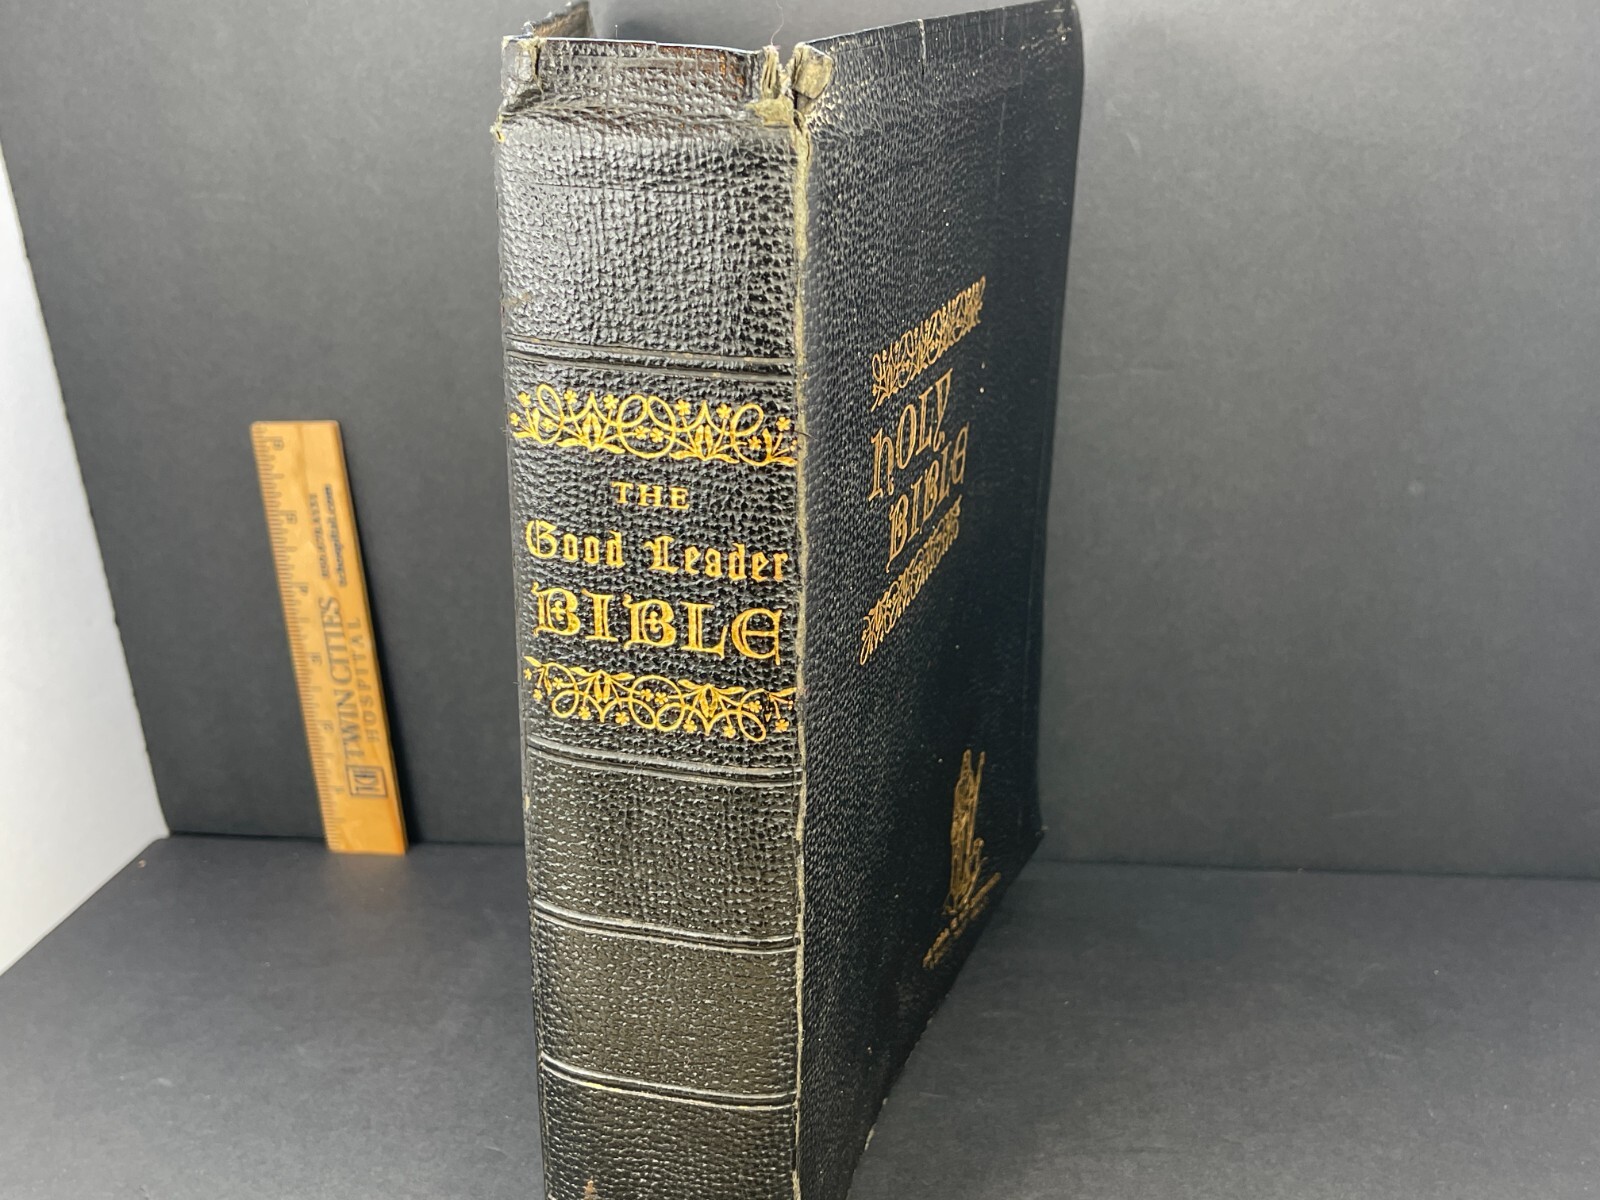 THE
Good Leader
BIBLE
HOLY
BIBLE
TWIN CITIES
HOSPITAL